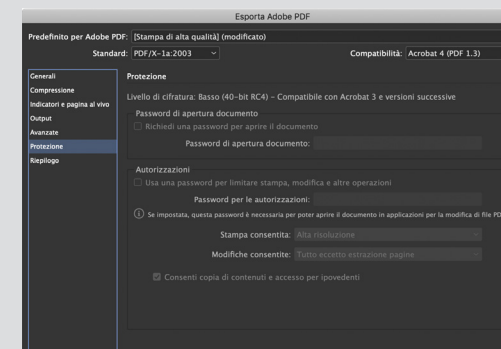 Esporta Adobe PDF
Predefinito per Adobe PDF: [Stampa di alta qualità] (modificato)
Standard: PDF/X-1a:2003 Compatibilità: Acrobat 4 (PDF 1.3)
Generali
Compressione
Indicatori e pagina al vivo
Output
Avanzate
Protezione
Riepilogo
Protezione
Livello di cifratura: Basso (40-bit RC4) – Compatibile con Acrobat 3 e versioni successive
Password di apertura documento
Richiedi una password per aprire il documento
Password di apertura documento:
Autorizzazioni
Usa una password per limitare stampa, modifica e altre operazioni
Password per le autorizzazioni:
Se impostata, questa password è necessaria per poter aprire il documento in applicazioni per la modifica di file PD
Stampa consentita: Alta risoluzione
Modifiche consentite: Tutto eccetto estrazione pagine
Consenti copia di contenuti e accesso per ipovedenti